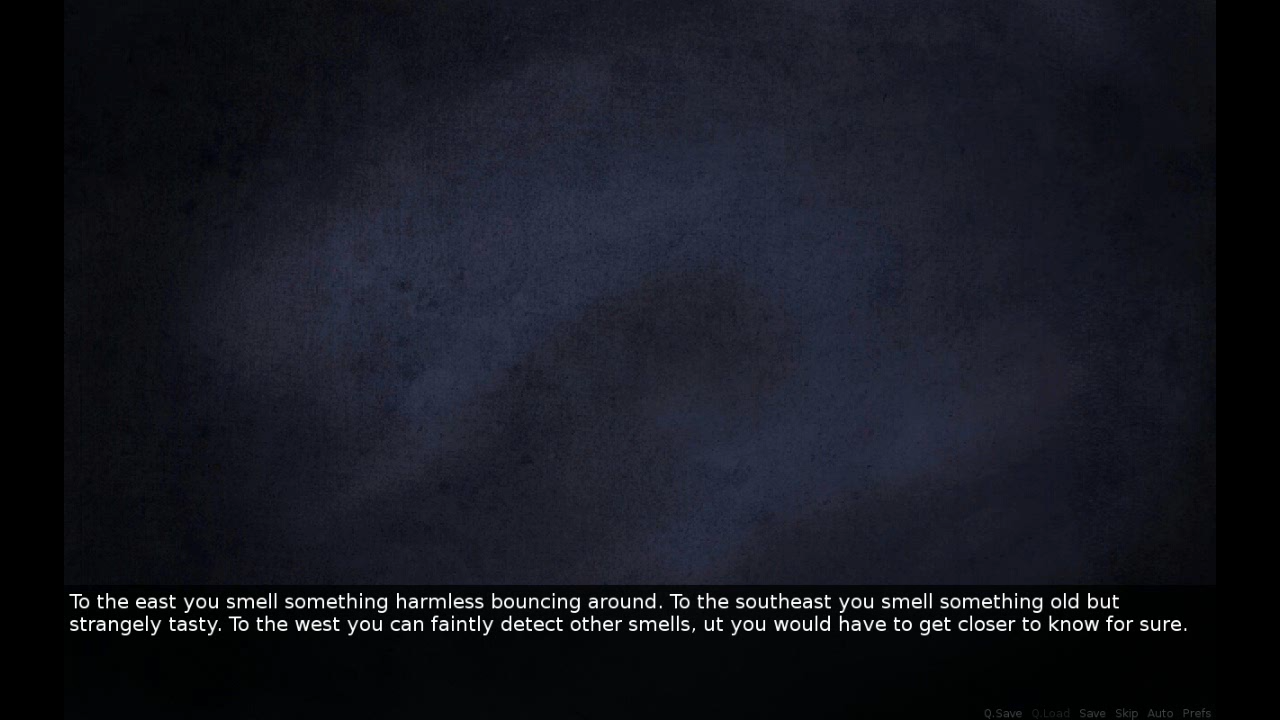 To the east you smell something harmless bouncing around. To the southeast you smell something old but
strangely tasty. To the west you can faintly detect other smells, ut you would have to get closer to know for sure.
Q.Save Q.Load Save Skip Auto Prefs